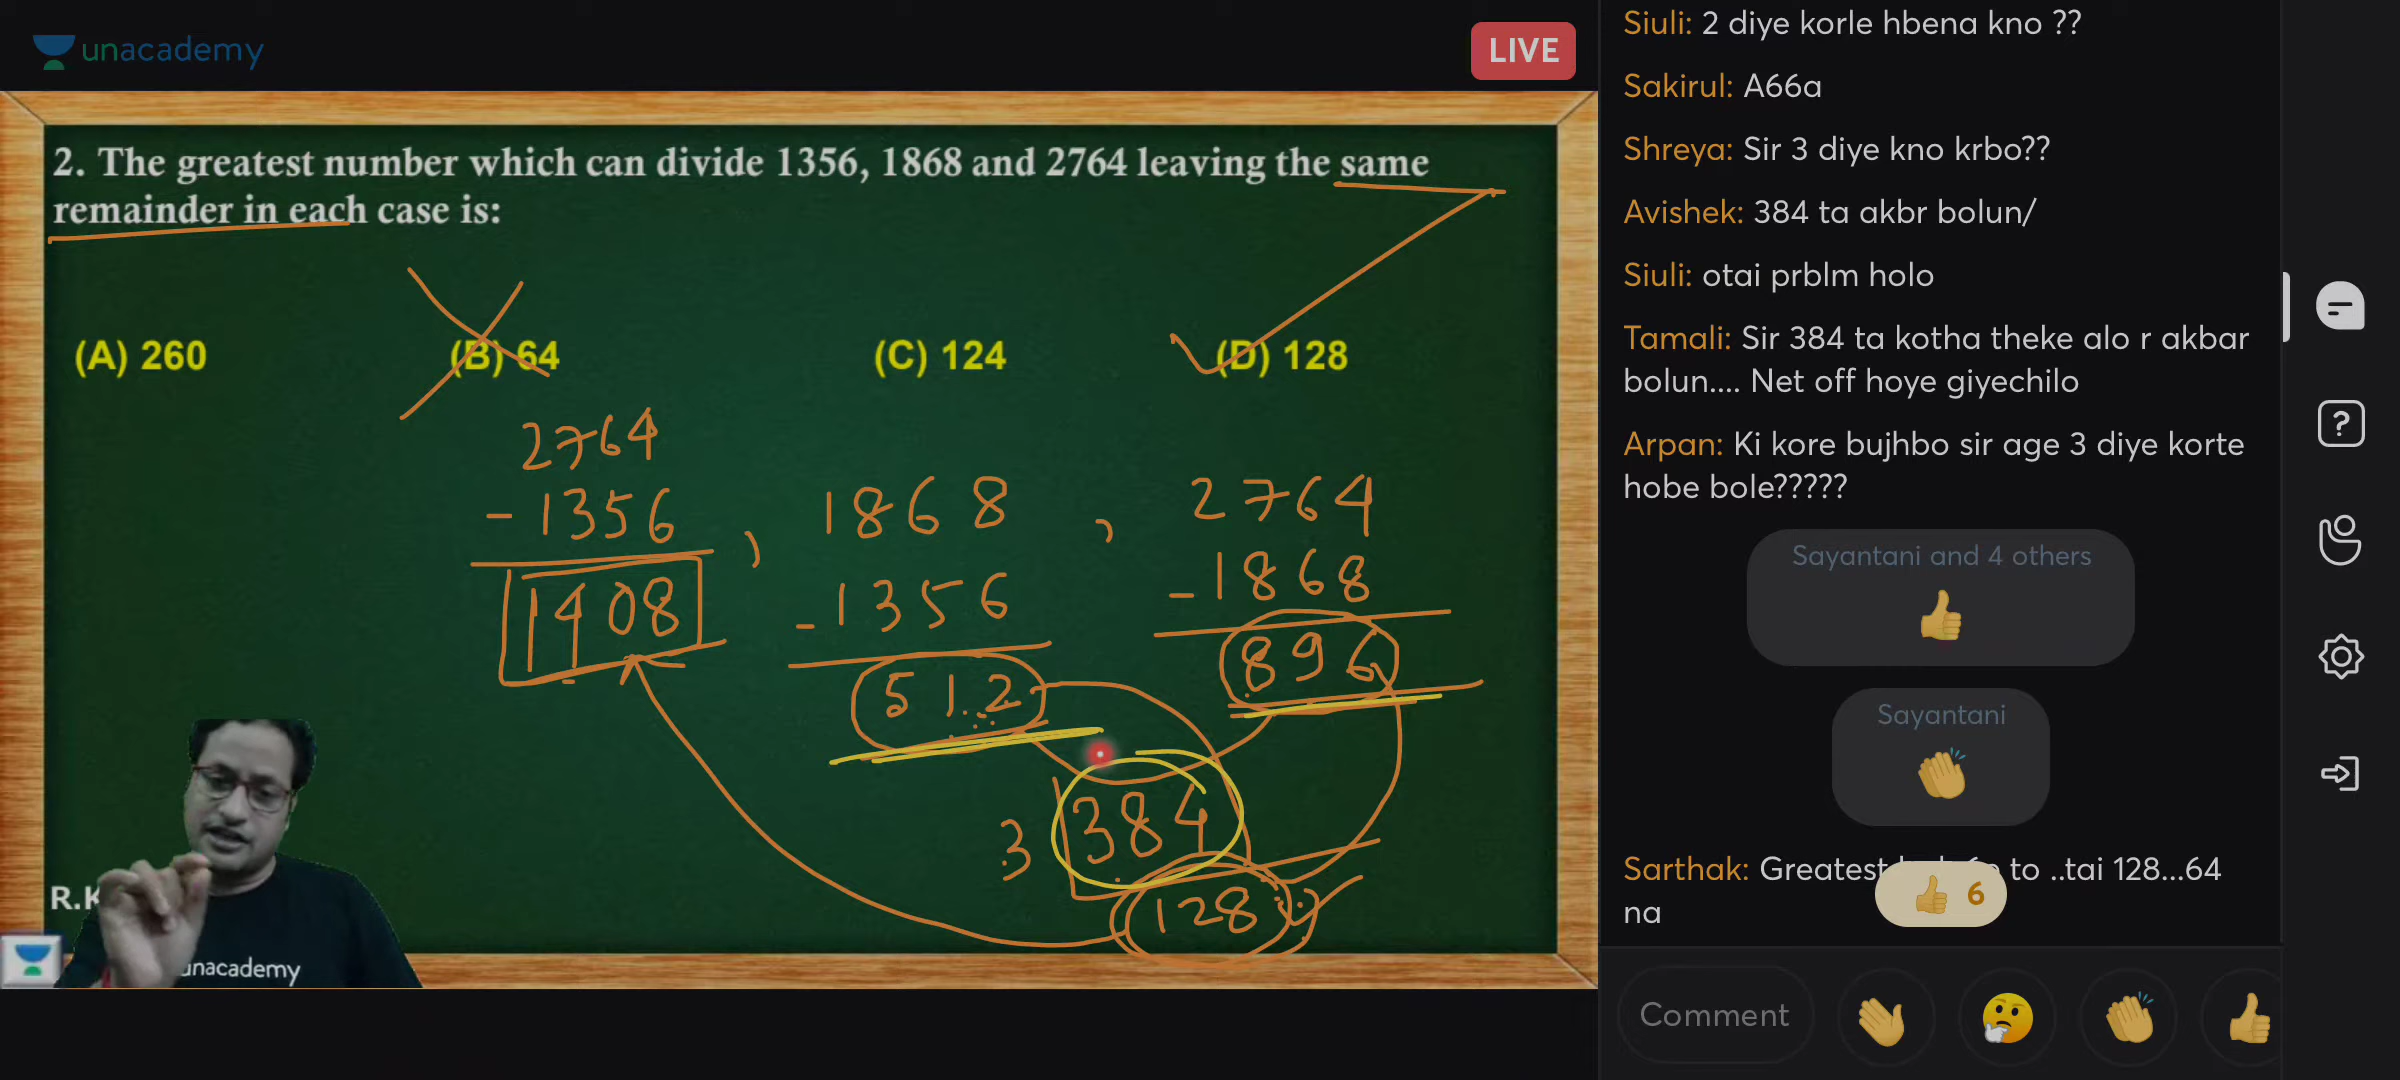 unacademy
LIVE
2. The greatest number which can divide 1356, 1868 and 2764 leaving the same
remainder in each case is:
(A) 260
(B) 64
(C) 124
(D) 128
2764
- 1356
1408
,
1868
- 1356
512
,
2764
- 1868
896
3
384
128
R.K
unacademy
Siuli: 2 diye korle hbena kno ??
Sakirul: A66a
Shreya: Sir 3 diye kno krbo??
Avishek: 384 ta akbr bolun/
Siuli: otai prblm holo
Tamali: Sir 384 ta kotha theke alo r akbar
bolun.... Net off hoye giyechilo
Arpan: Ki kore bujhbo sir age 3 diye korte
hobe bole?????
Sayantani and 4 others
Sayantani
Sarthak: Greatest to ..tai 128...64
na
6
Comment